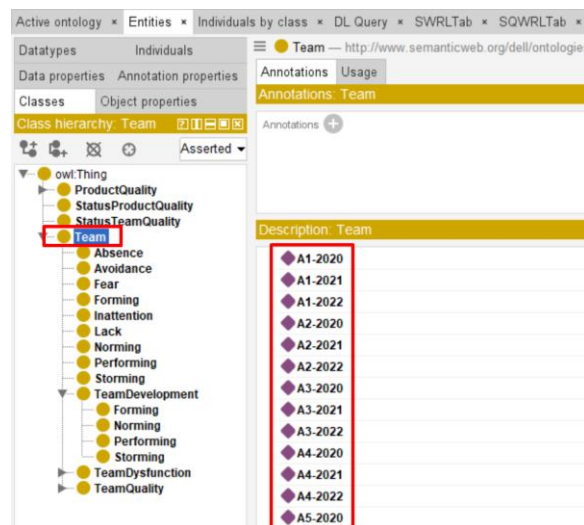 Active ontology × Entities × Individuals by class × DL Query × SWRLTab × SQWRLTab ×
Datatypes Individuals
Data properties Annotation properties
Classes Object properties
Class hierarchy: Team
Asserted
owl:Thing
ProductQuality
StatusProductQuality
StatusTeamQuality
Team
Absence
Avoidance
Fear
Forming
Inattention
Lack
Norming
Performing
Storming
TeamDevelopment
Forming
Norming
Performing
Storming
TeamDysfunction
TeamQuality
Team — http://www.semanticweb.org/dell/ontologie
Annotations Usage
Annotations: Team
Annotations
Description: Team
A1-2020
A1-2021
A1-2022
A2-2020
A2-2021
A2-2022
A3-2020
A3-2021
A3-2022
A4-2020
A4-2021
A4-2022
A5-2020